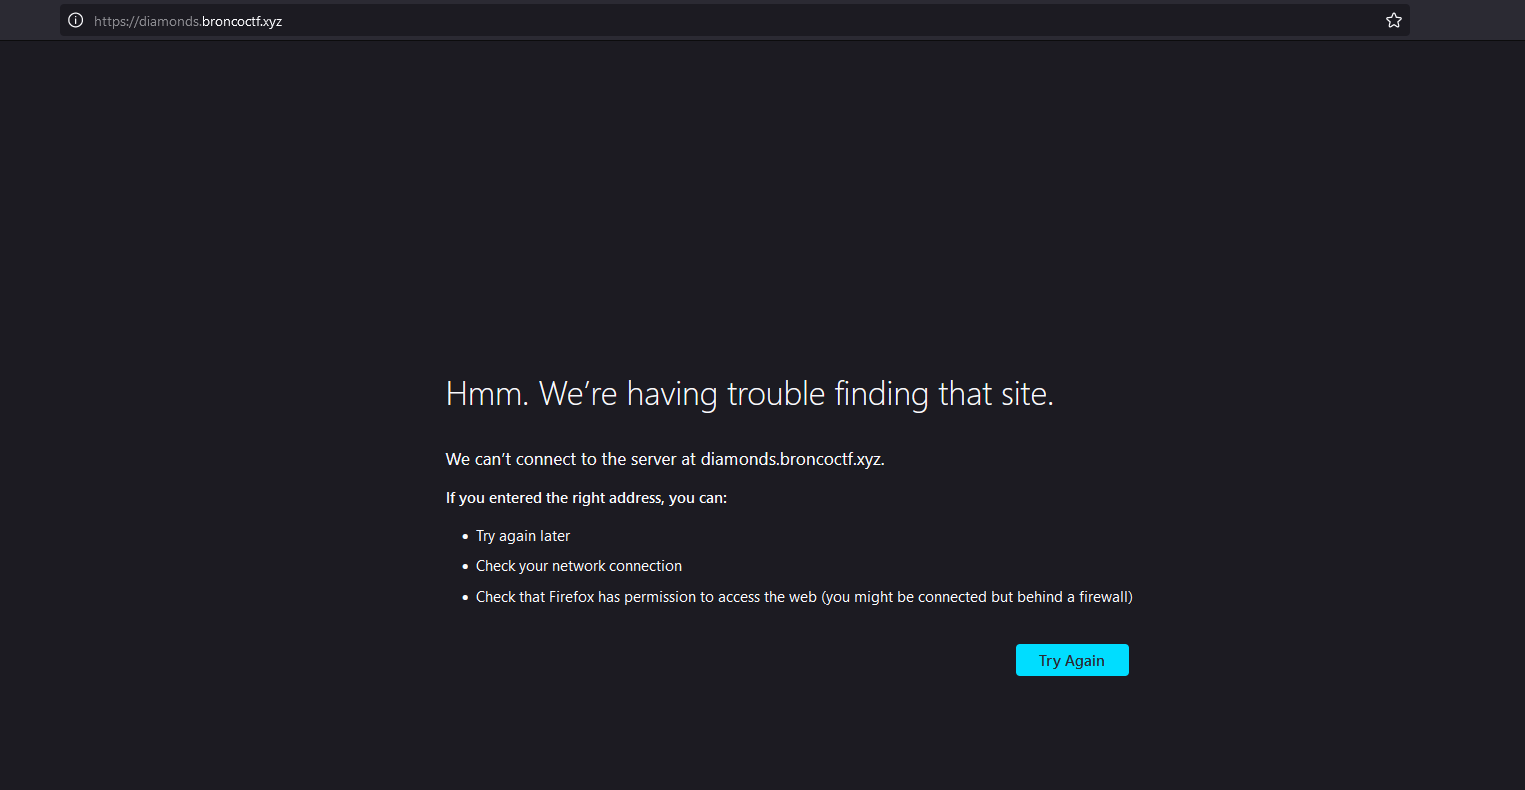 https://diamonds.broncoctf.xyz
Hmm. We’re having trouble finding that site.
We can’t connect to the server at diamonds.broncoctf.xyz.
If you entered the right address, you can:
• Try again later
• Check your network connection
• Check that Firefox has permission to access the web (you might be connected but behind a firewall)
Try Again